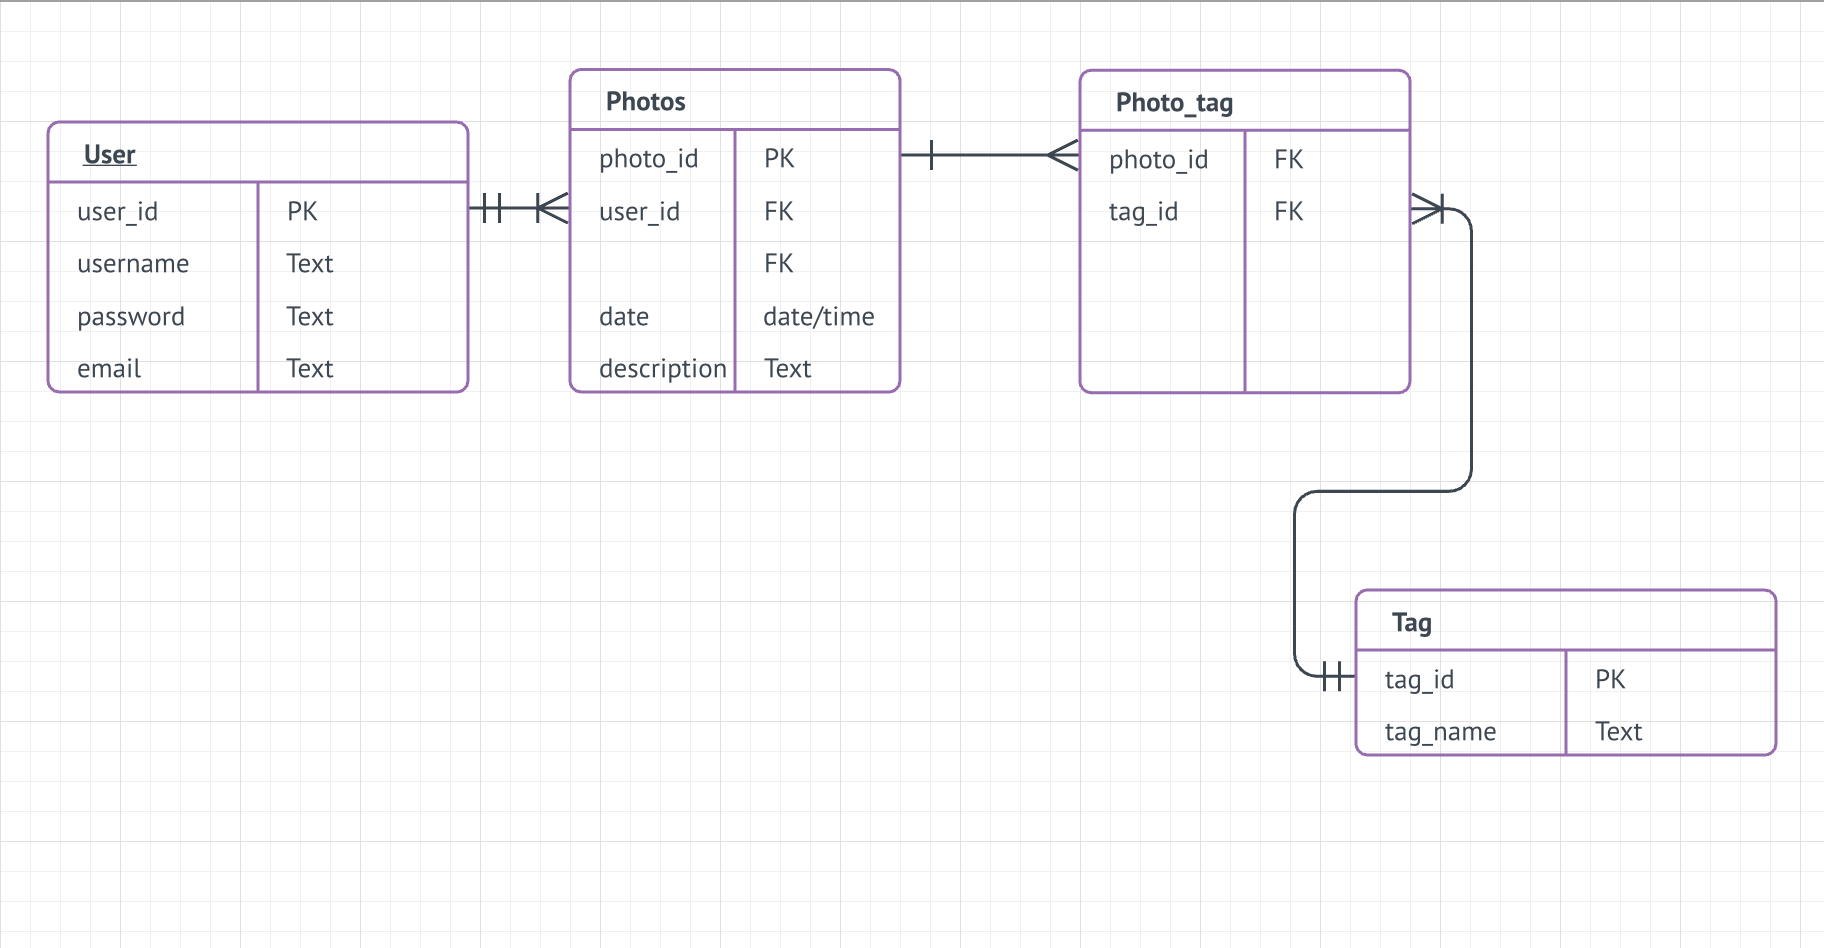 User
user_id PK
username Text
password Text
email Text
Photos
photo_id PK
user_id FK
FK
date date/time
description Text
Photo_tag
photo_id FK
tag_id FK
Tag
tag_id PK
tag_name Text